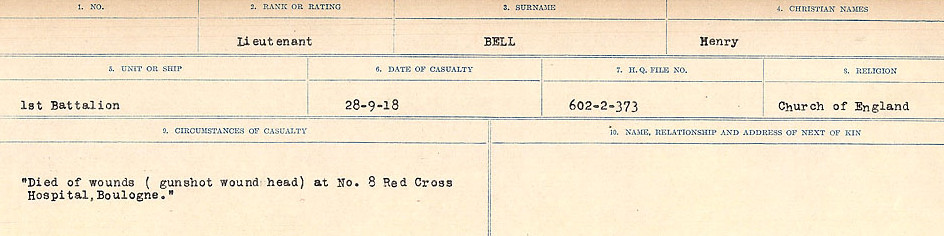 1. NO. 2. RANK OR RATING 3. SURNAME 4. CHRISTIAN NAMES
Lieutenant BELL Henry
5. UNIT OR SHIP 6. DATE OF CASUALTY 7. H.Q. FILE NO. 8. RELIGION
1st Battalion 28-9-18 602-2-373 Church of England
9. CIRCUMSTANCES OF CASUALTY 10. NAME, RELATIONSHIP AND ADDRESS OF NEXT OF KIN
"Died of wounds ( gunshot wound head) at No. 8 Red Cross
Hospital,Boulogne."